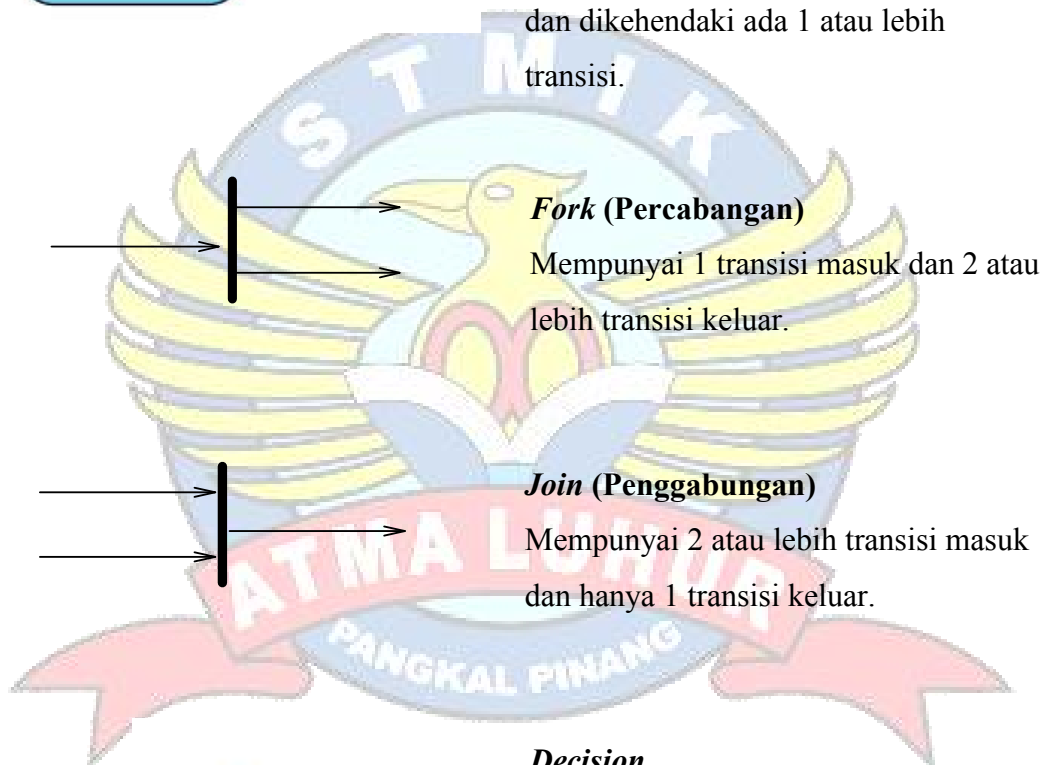 dan dikehendaki ada 1 atau lebih
transisi.
STMIK
Fork (Percabangan)
Mempunyai 1 transisi masuk dan 2 atau
lebih transisi keluar.
Join (Penggabungan)
Mempunyai 2 atau lebih transisi masuk
dan hanya 1 transisi keluar.
ATMA LUHUR
PANGKAL PINANG
Decision